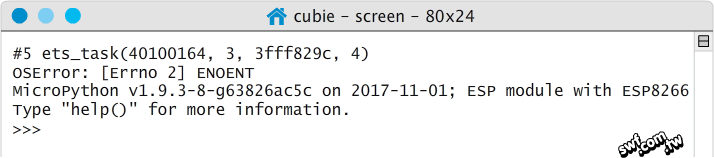 cubie – screen – 80x24
#5 ets_task(40100164, 3, 3fff829c, 4)
OSError: [Errno 2] ENOENT
MicroPython v1.9.3-8-g63826ac5c on 2017-11-01; ESP module with ESP8266
Type "help()" for more information.
>>>
swf.com.tw